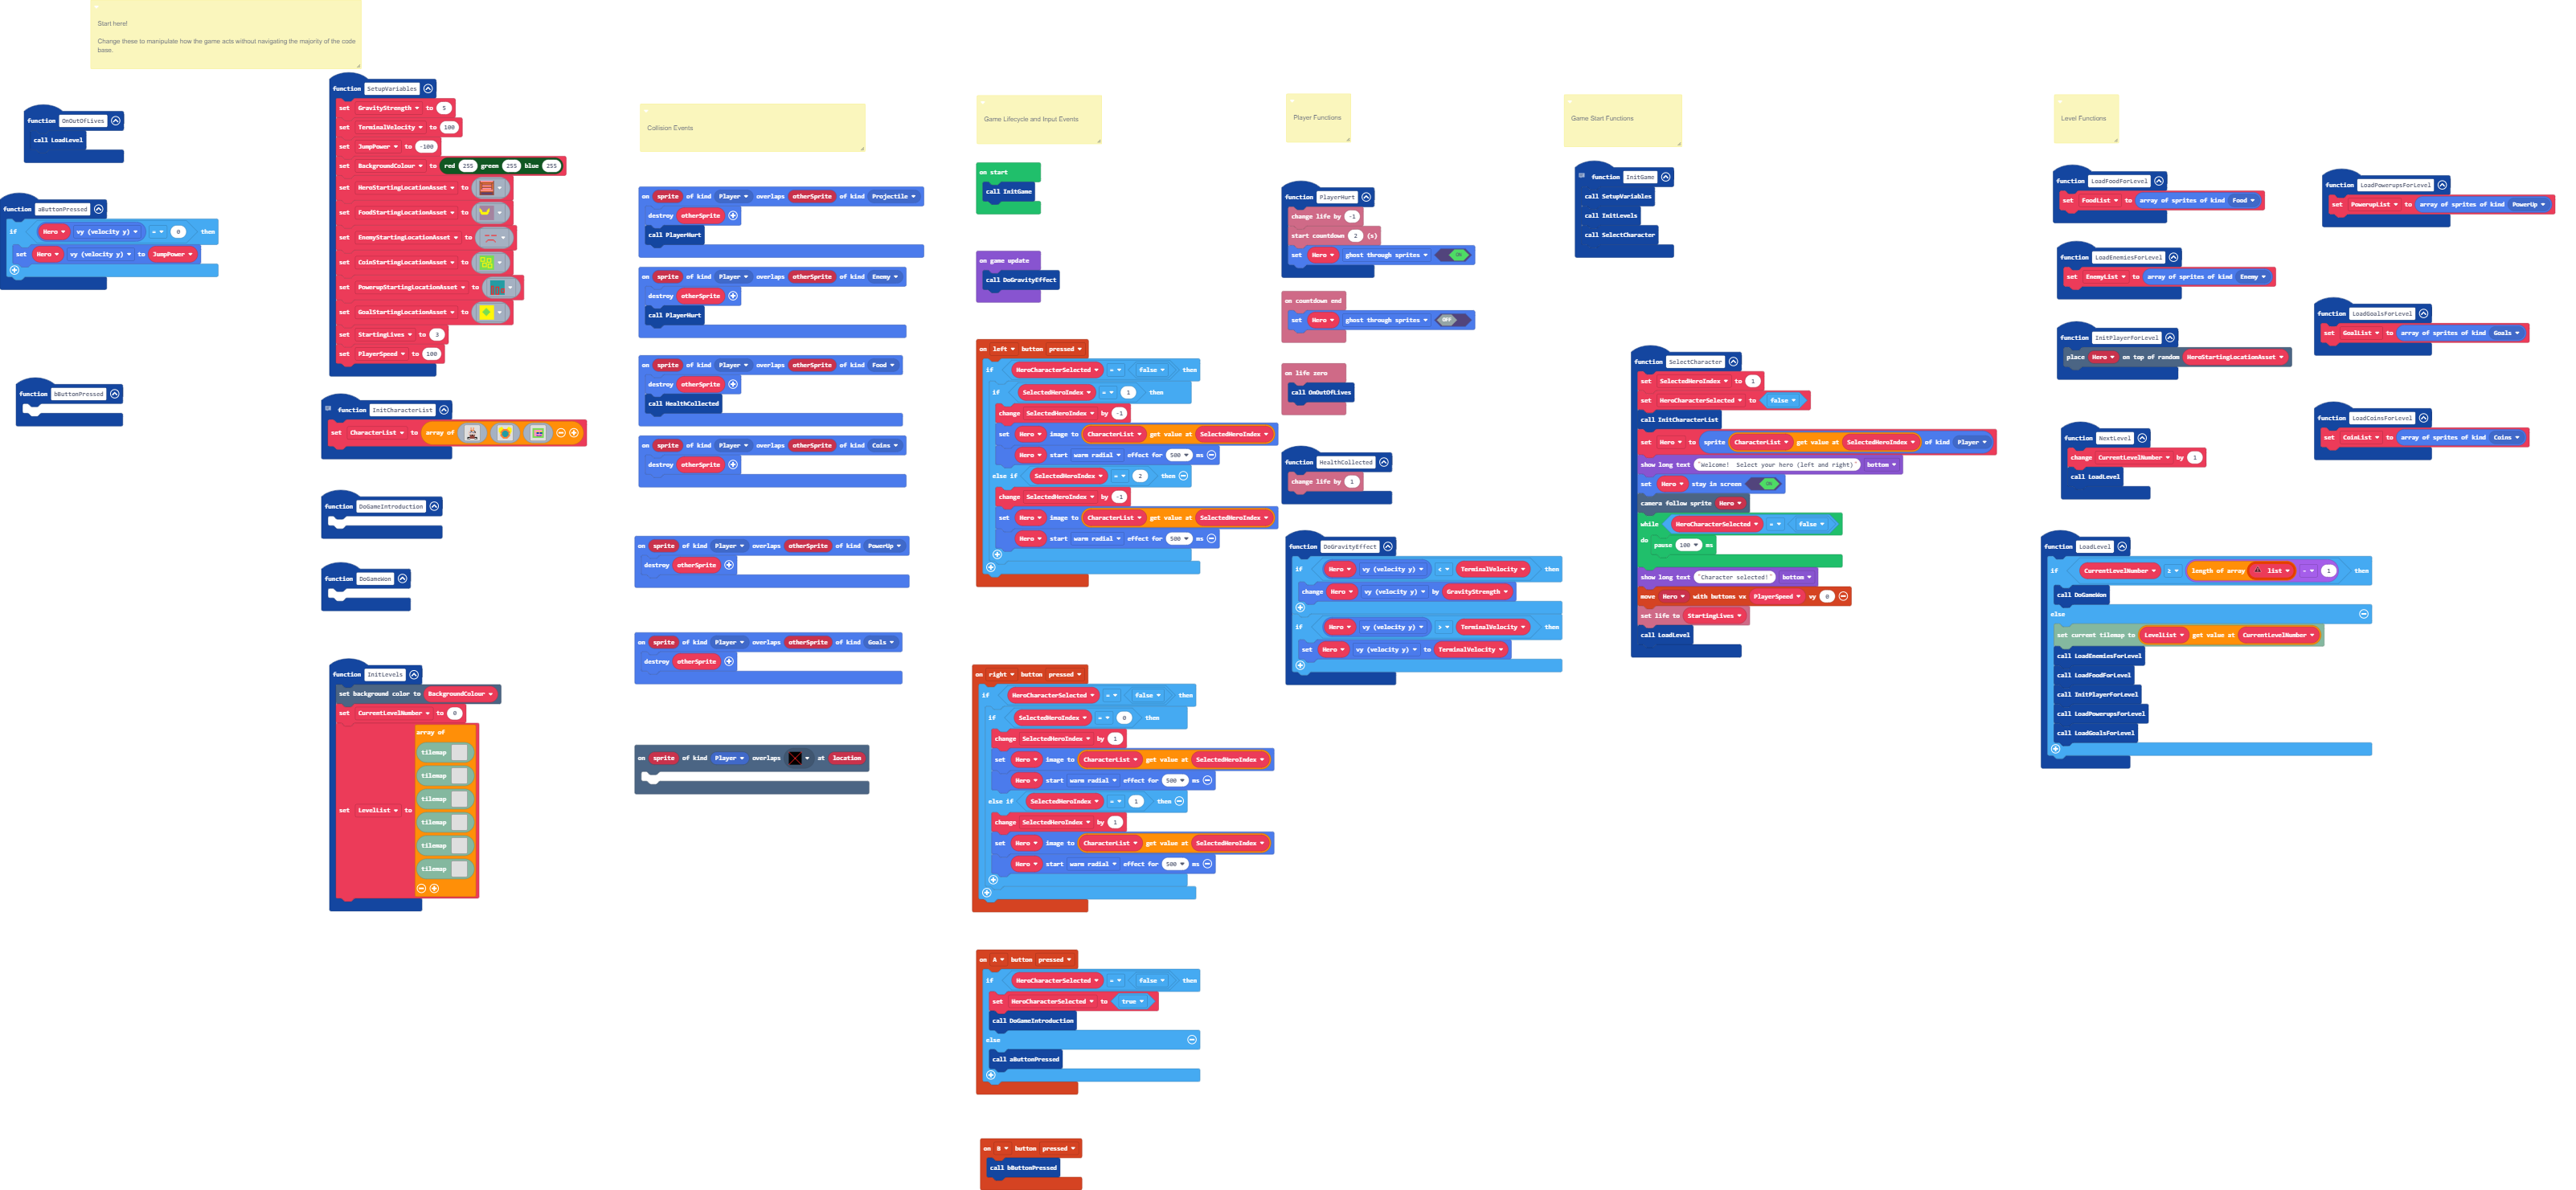 Start here!
Change these to manipulate how the game acts without navigating the majority of the code
base.
function OnOutOfLives
call LoadLevel
function aButtonPressed
if Hero vy (velocity y) = 0 then
set Hero vy (velocity y) to JumpPower
function bButtonPressed
function SetupVariables
set GravityStrength to 5
set TerminalVelocity to 100
set JumpPower to -100
set BackgroundColour to red 255 green 255 blue 255
set HeroStartingLocationAsset to
set FoodStartingLocationAsset to
set EnemyStartingLocationAsset to
set CoinStartingLocationAsset to
set PowerupStartingLocationAsset to
set GoalStartingLocationAsset to
set StartingLives to 3
set PlayerSpeed to 100
function InitCharacterList
set CharacterList to array of
function DoGameIntroduction
function DoGameWon
function InitLevels
set background color to BackgroundColour
set CurrentLevelNumber to 0
set LevelList to array of
tilemap
tilemap
tilemap
tilemap
tilemap
tilemap
Collision Events
on sprite of kind Player overlaps otherSprite of kind Projectile
destroy otherSprite
call PlayerHurt
on sprite of kind Player overlaps otherSprite of kind Enemy
destroy otherSprite
call PlayerHurt
on sprite of kind Player overlaps otherSprite of kind Food
destroy otherSprite
call HealthCollected
on sprite of kind Player overlaps otherSprite of kind Coins
destroy otherSprite
on sprite of kind Player overlaps otherSprite of kind PowerUp
destroy otherSprite
on sprite of kind Player overlaps otherSprite of kind Goals
destroy otherSprite
on sprite of kind Player overlaps at location
Game Lifecycle and Input Events
on start
call InitGame
on game update
call DoGravityEffect
on left button pressed
if HeroCharacterSelected = false then
if SelectedHeroIndex = 1 then
change SelectedHeroIndex by -1
set Hero image to CharacterList get value at SelectedHeroIndex
Hero start warm radial effect for 500 ms
else if SelectedHeroIndex = 2 then
change SelectedHeroIndex by -1
set Hero image to CharacterList get value at SelectedHeroIndex
Hero start warm radial effect for 500 ms
on right button pressed
if HeroCharacterSelected = false then
if SelectedHeroIndex = 0 then
change SelectedHeroIndex by 1
set Hero image to CharacterList get value at SelectedHeroIndex
Hero start warm radial effect for 500 ms
else if SelectedHeroIndex = 1 then
change SelectedHeroIndex by 1
set Hero image to CharacterList get value at SelectedHeroIndex
Hero start warm radial effect for 500 ms
on A button pressed
if HeroCharacterSelected = false then
set HeroCharacterSelected to true
call DoGameIntroduction
else
call aButtonPressed
on B button pressed
call bButtonPressed
Player Functions
function PlayerHurt
change life by -1
start countdown 2 (s)
set Hero ghost through sprites ON
on countdown end
set Hero ghost through sprites OFF
on life zero
call OnOutOfLives
function HealthCollected
change life by 1
function DoGravityEffect
if Hero vy (velocity y) < TerminalVelocity then
change Hero vy (velocity y) by GravityStrength
if Hero vy (velocity y) > TerminalVelocity then
set Hero vy (velocity y) to TerminalVelocity
Game Start Functions
function InitGame
call SetupVariables
call InitLevels
call SelectCharacter
function SelectCharacter
set SelectedHeroIndex to 1
set HeroCharacterSelected to false
call InitCharacterList
set Hero to sprite CharacterList get value at SelectedHeroIndex of kind Player
show long text "Welcome! Select your hero (left and right)" bottom
set Hero stay in screen ON
camera follow sprite Hero
while HeroCharacterSelected = false
do pause 100 ms
show long text "Character selected!" bottom
move Hero with buttons vx PlayerSpeed vy 0
set life to StartingLives
call LoadLevel
Level Functions
function LoadFoodForLevel
set FoodList to array of sprites of kind Food
function LoadEnemiesForLevel
set EnemyList to array of sprites of kind Enemy
function InitPlayerForLevel
place Hero on top of random HeroStartingLocationAsset
function NextLevel
change CurrentLevelNumber by 1
call LoadLevel
function LoadLevel
if CurrentLevelNumber ≥ length of array list - 1 then
call DoGameWon
else
set current tilemap to LevelList get value at CurrentLevelNumber
call LoadEnemiesForLevel
call LoadFoodForLevel
call InitPlayerForLevel
call LoadPowerupsForLevel
call LoadGoalsForLevel
function LoadPowerupsForLevel
set PowerupList to array of sprites of kind PowerUp
function LoadGoalsForLevel
set GoalList to array of sprites of kind Goals
function LoadCoinsForLevel
set CoinList to array of sprites of kind Coins